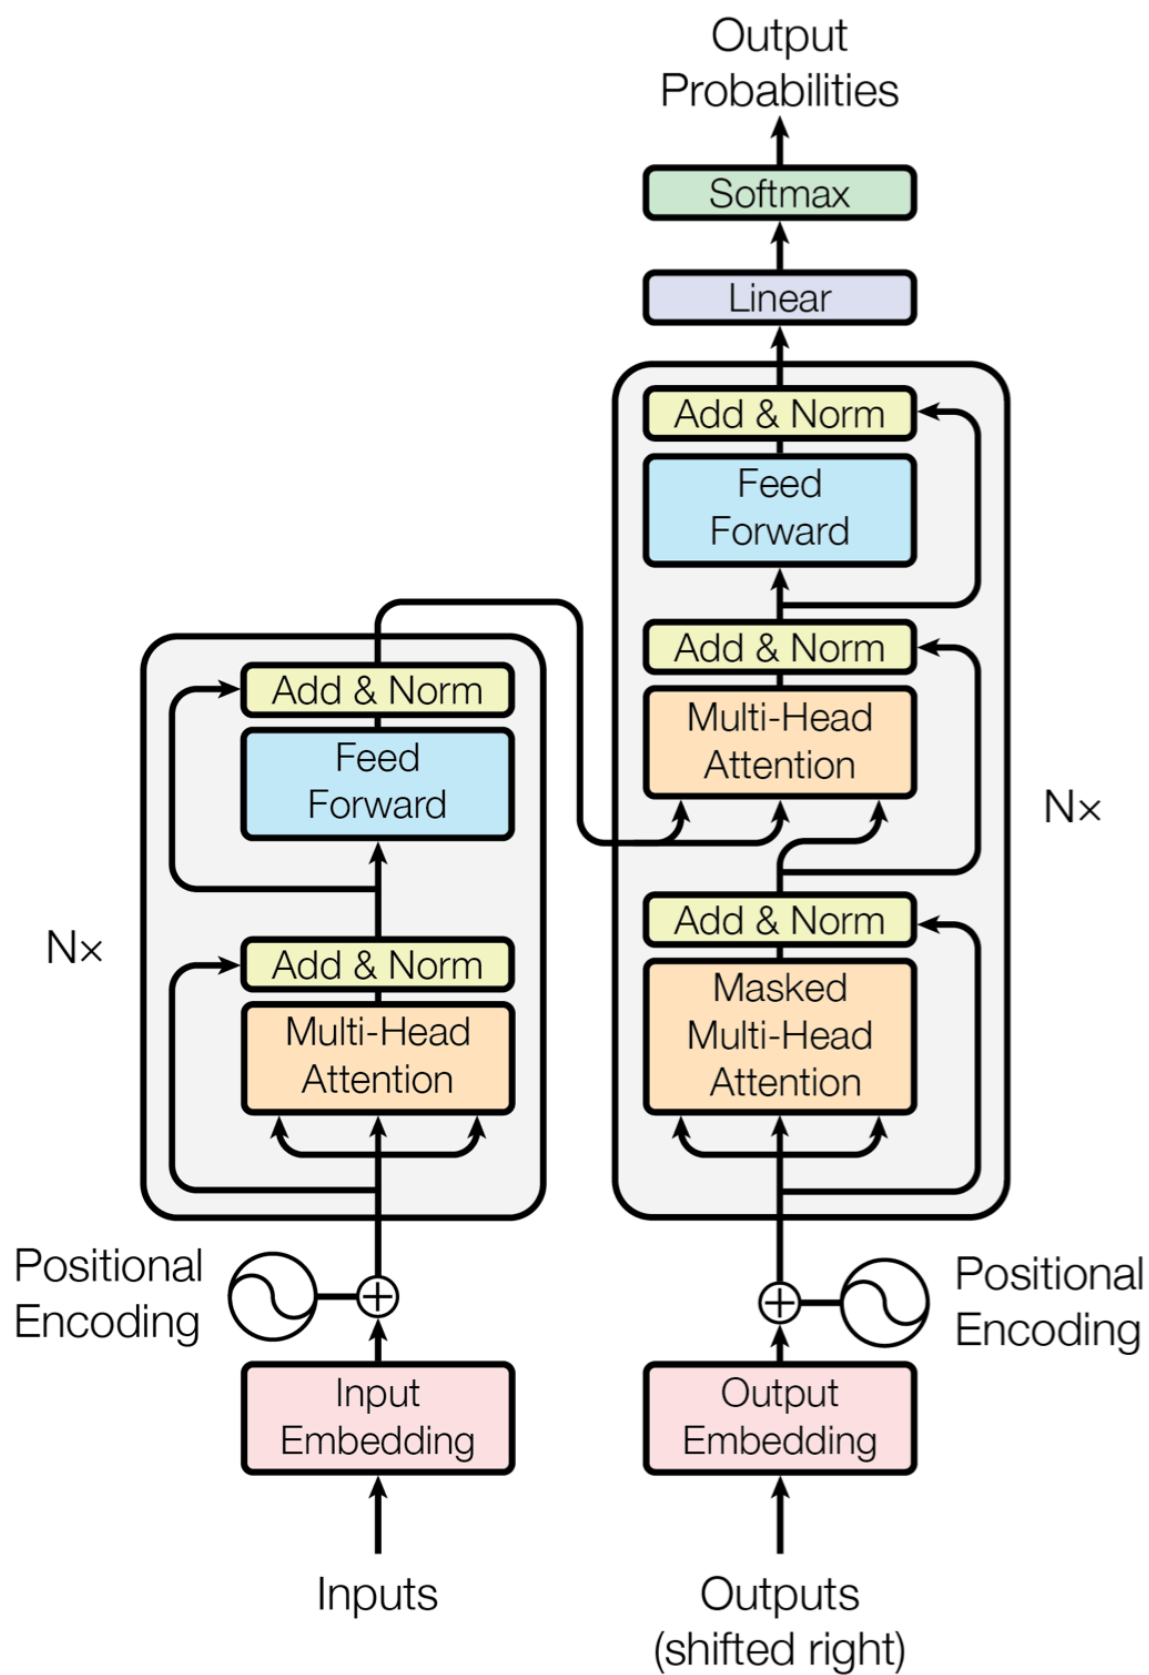 Output
Probabilities
Softmax
Linear
Add & Norm
Feed
Forward
Add & Norm
Multi-Head
Attention
Nx
Add & Norm
Masked
Multi-Head
Attention
Add & Norm
Feed
Forward
Nx
Add & Norm
Multi-Head
Attention
Positional
Encoding
Positional
Encoding
Input
Embedding
Output
Embedding
Inputs
Outputs
(shifted right)